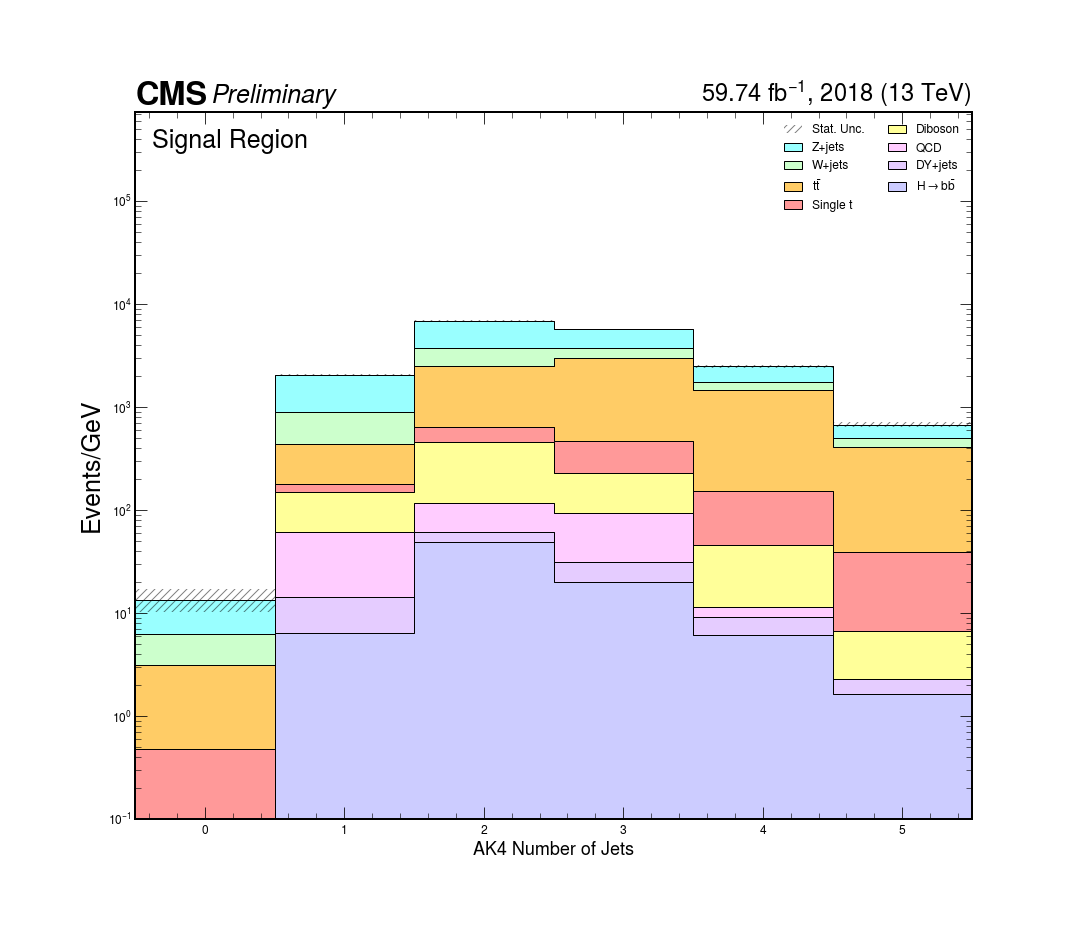 CMS Preliminary
59.74 fb⁻¹, 2018 (13 TeV)
Signal Region
Stat. Unc.
Z+jets
W+jets
tt̄
Single t
Diboson
QCD
DY+jets
H→bb̄
Events/GeV
10⁵
10⁴
10³
10²
10¹
10⁰
10⁻¹
0 1 2 3 4 5
AK4 Number of Jets